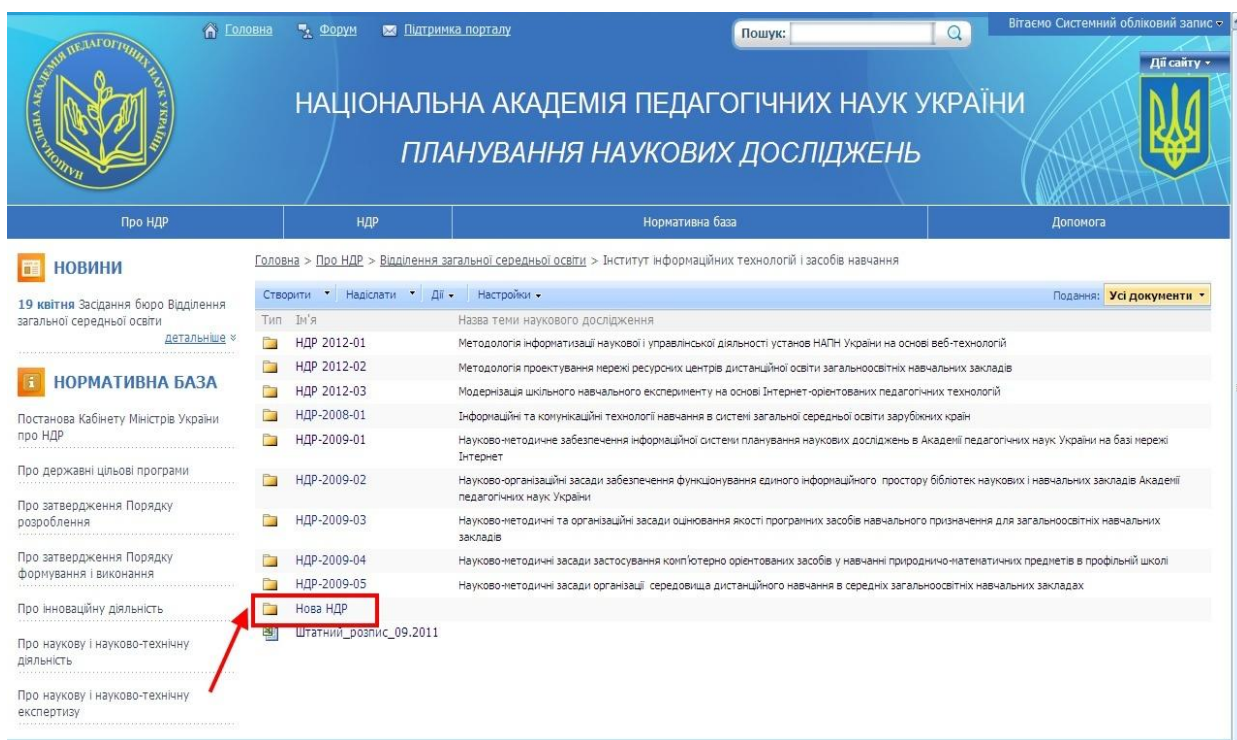 Головна Форум Підтримка порталу Пошук: Вітаємо Системний обліковий запис
Дії сайту
НАЦІОНАЛЬНА АКАДЕМІЯ ПЕДАГОГІЧНИХ НАУК УКРАЇНИ
НАЦІОНАЛЬНА АКАДЕМІЯ ПЕДАГОГІЧНИХ НАУК УКРАЇНИ
ПЛАНУВАННЯ НАУКОВИХ ДОСЛІДЖЕНЬ
Про НДР НДР Нормативна база Допомога
НОВИНИ
19 квітня Засідання бюро Відділення
загальної середньої освіти
детальніше
НОРМАТИВНА БАЗА
Постанова Кабінету Міністрів України
про НДР
Про державні цільові програми
Про затвердження Порядку
розроблення
Про затвердження Порядку
формування і виконання
Про інноваційну діяльність
Про наукову і науково-технічну
діяльність
Про наукову і науково-технічну
експертизу
Головна > Про НДР > Відділення загальної середньої освіти > Інститут інформаційних технологій і засобів навчання
Створити Надіслати Дії Настройки Подання: Усі документи
Тип Ім'я Назва теми наукового дослідження
НДР 2012-01 Методологія інформатизації наукової і управлінської діяльності установ НАПН України на основі веб-технологій
НДР 2012-02 Методологія проектування мережі ресурсних центрів дистанційної освіти загальноосвітніх навчальних закладів
НДР 2012-03 Модернізація шкільного навчального експерименту на основі Інтернет-орієнтованих педагогічних технологій
НДР-2008-01 Інформаційні та комунікаційні технології навчання в системі загальної середньої освіти зарубіжних країн
НДР-2009-01 Науково-методичне забезпечення інформаційної системи планування наукових досліджень в Академії педагогічних наук України на базі мережі
Інтернет
НДР-2009-02 Науково-організаційні засади забезпечення функціонування єдиного інформаційного простору бібліотек наукових і навчальних закладів Академії
педагогічних наук України
НДР-2009-03 Науково-методичні та організаційні засади оцінювання якості програмних засобів навчального призначення для загальноосвітніх навчальних
закладів
НДР-2009-04 Науково-методичні засади застосування комп'ютерно орієнтованих засобів у навчанні природничо-математичних предметів в профільній школі
НДР-2009-05 Науково-методичні засади організації середовища дистанційного навчання в середніх загальноосвітніх навчальних закладах
Нова НДР
Штатний_розпис_09.2011